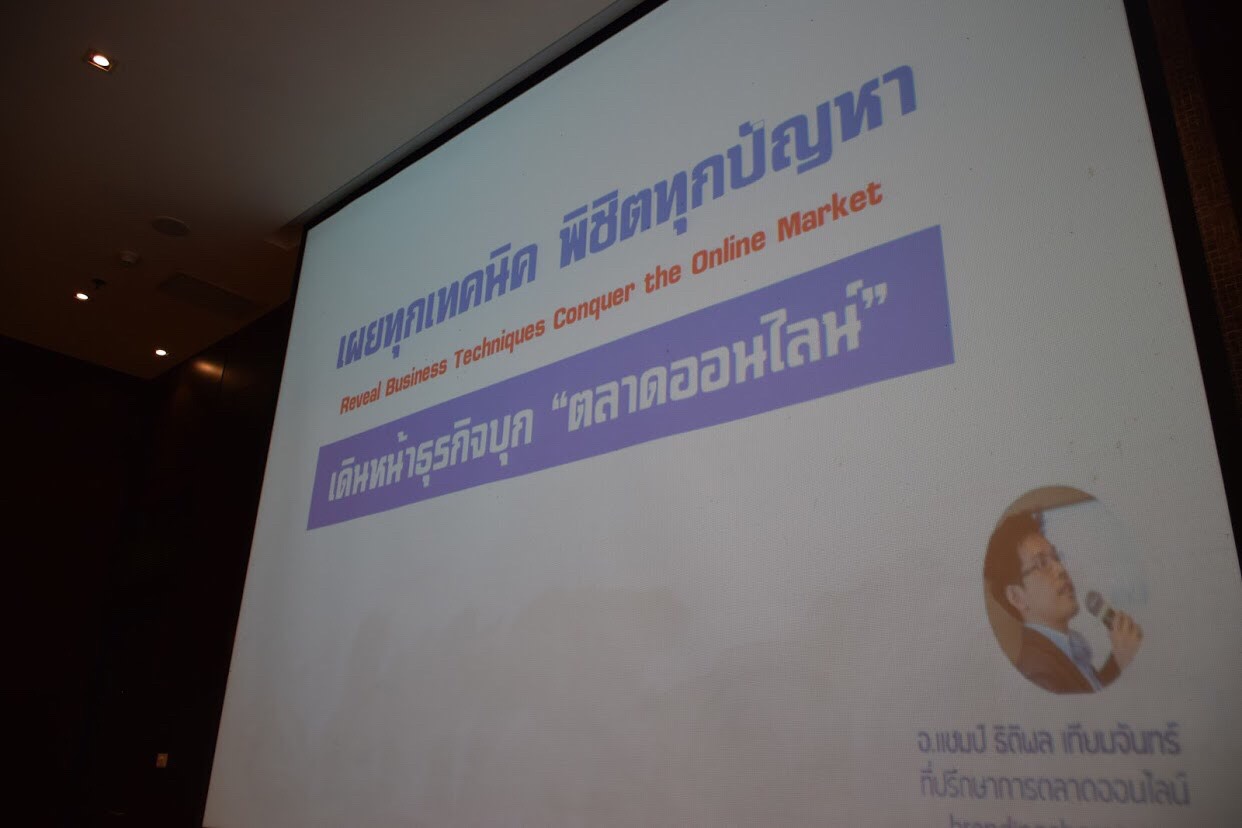 เผยทุกเทคนิค พิชิตทุกปัญหา
Reveal Business Techniques Conquer the Online Market
เดินหน้าธุรกิจบุก “ตลาดออนไลน์”
อ.แชมป์ ธิติพล เทียมจันทร์
ที่ปรึกษาการตลาดออนไลน์